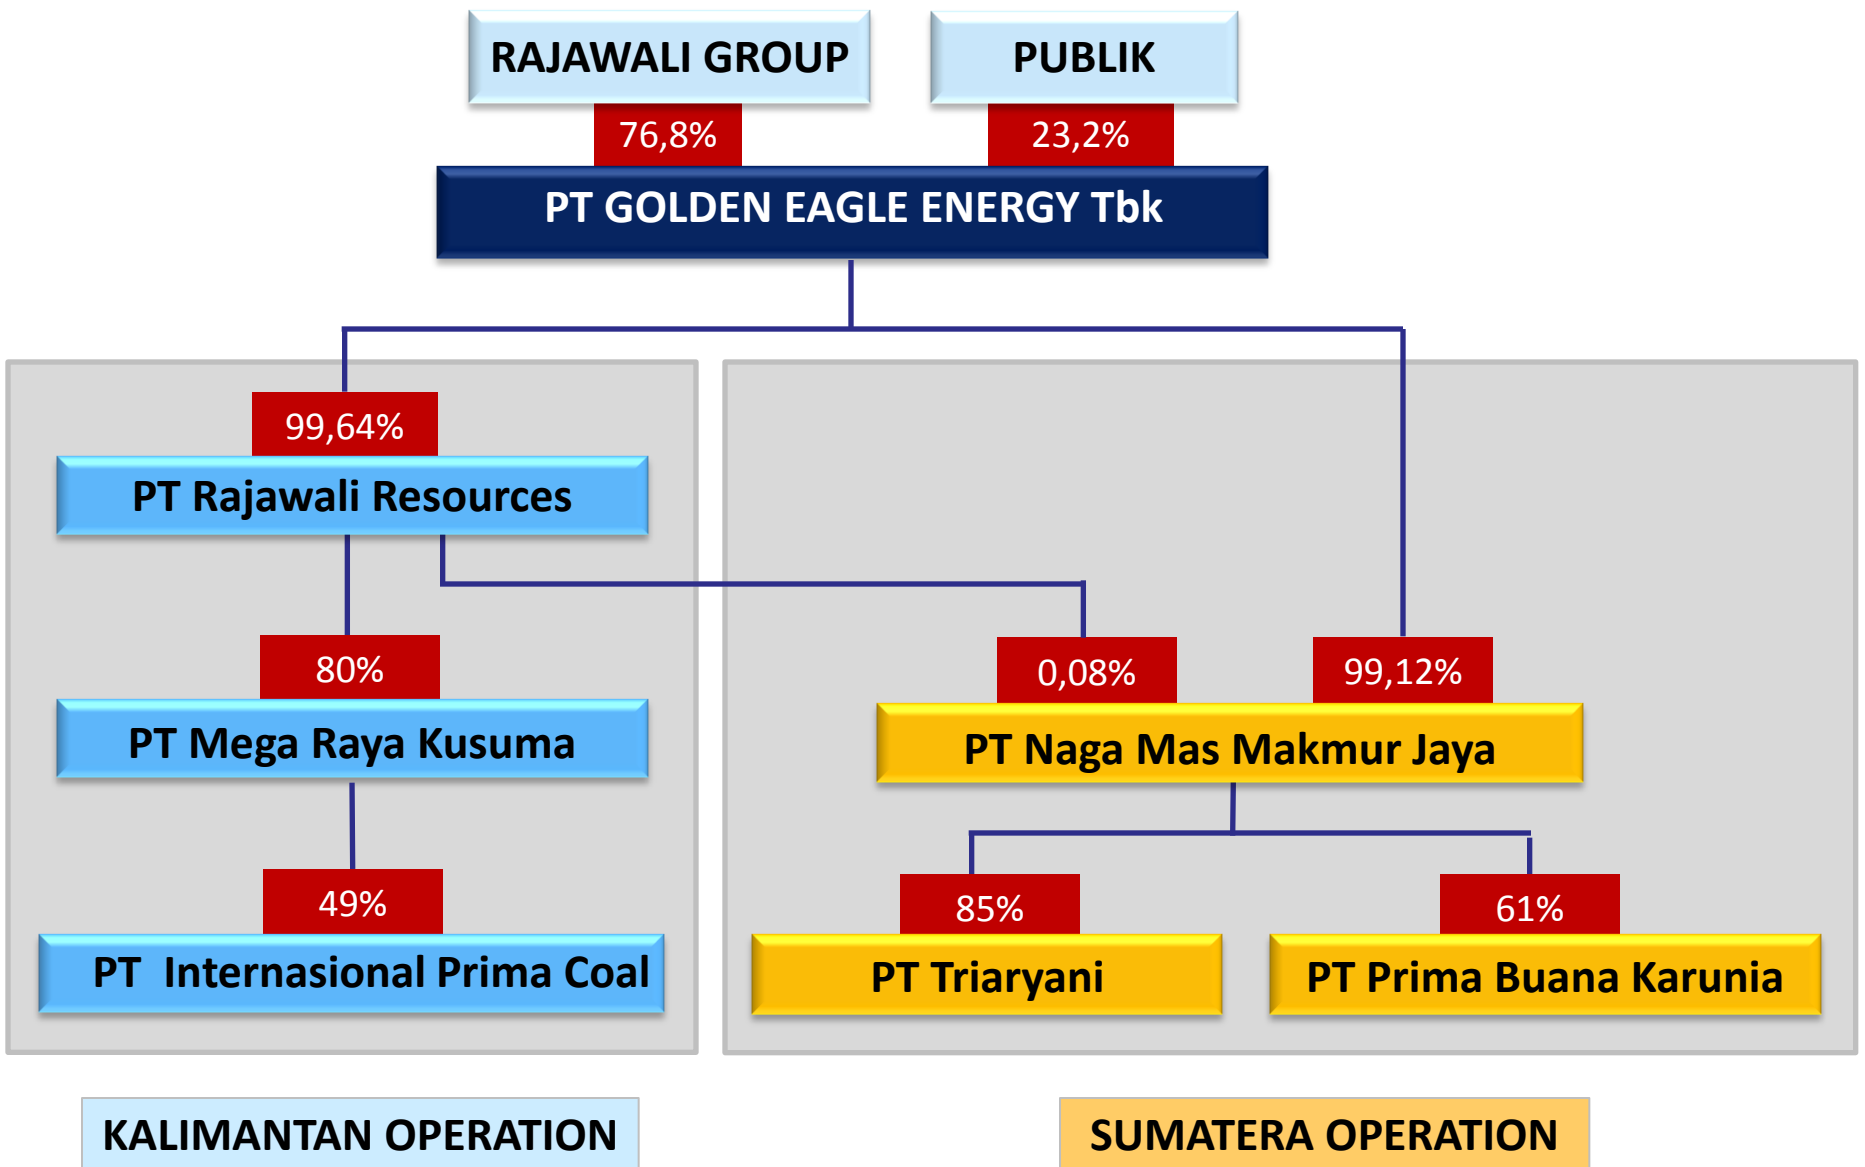 RAJAWALI GROUP
PUBLIK
76,8%
23,2%
PT GOLDEN EAGLE ENERGY Tbk
99,64%
PT Rajawali Resources
80%
0,08%
99,12%
PT Mega Raya Kusuma
PT Naga Mas Makmur Jaya
49%
85%
61%
PT Internasional Prima Coal
PT Triaryani
PT Prima Buana Karunia
KALIMANTAN OPERATION
SUMATERA OPERATION